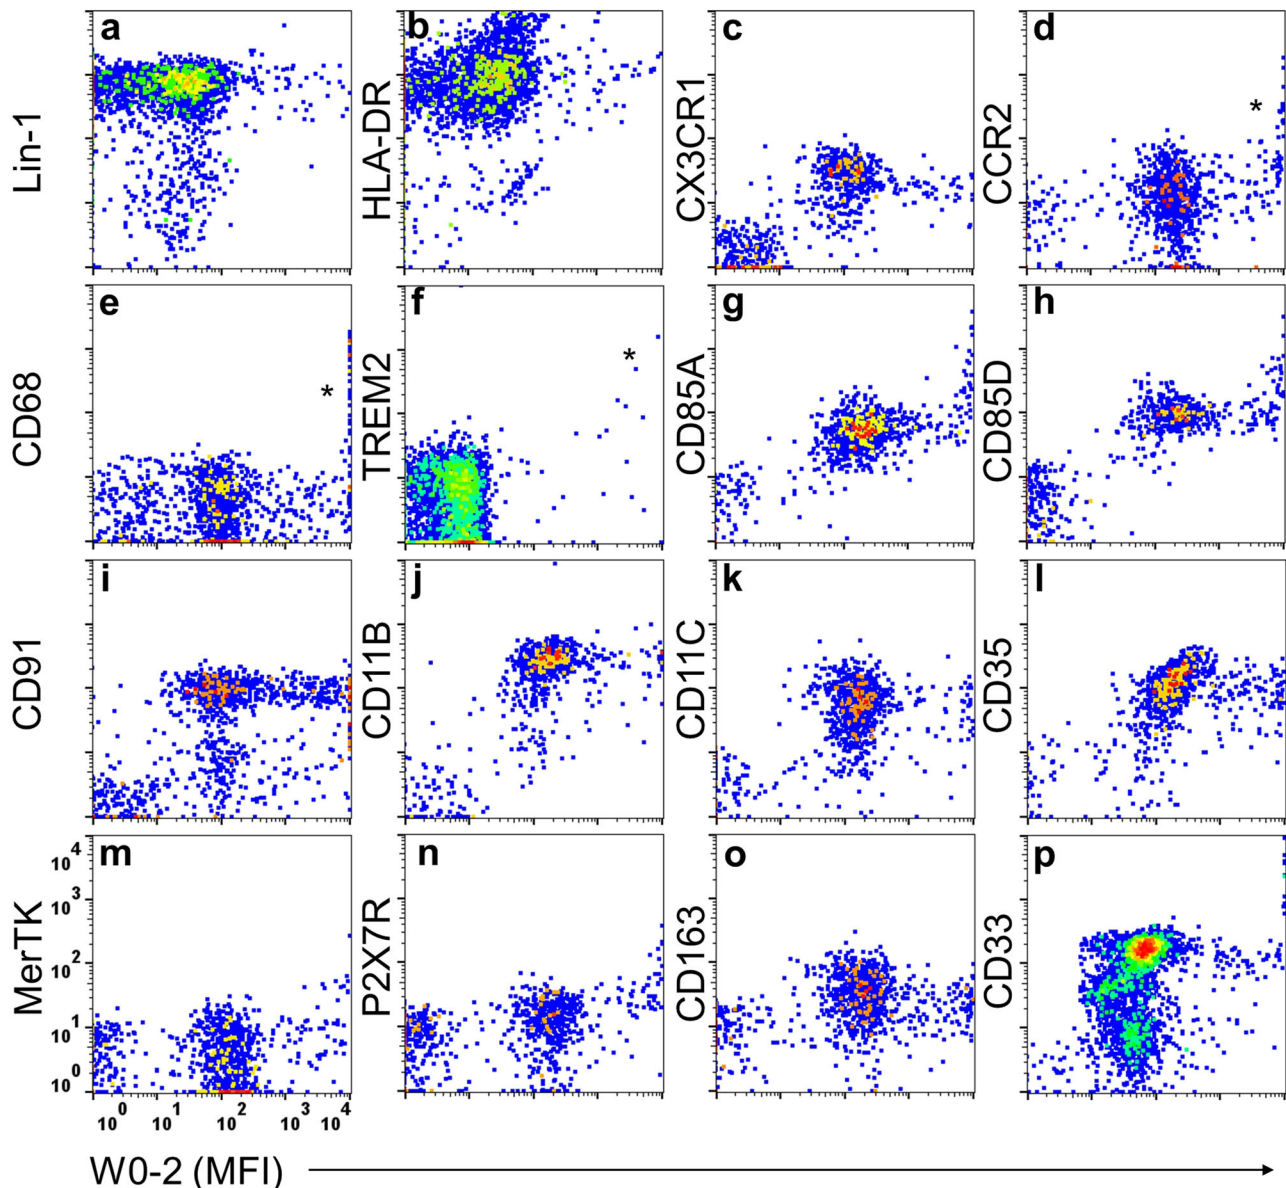 a b c d
Lin-1 HLA-DR CX3CR1 CCR2
*
e f g h
CD68 TREM2 CD85A CD85D
* *
i j k l
CD91 CD11B CD11C CD35
m n o p
MerTK P2X7R CD163 CD33
10^4
10^3
10^2
10^1
10^0
10^0 10^1 10^2 10^3 10^4
W0-2 (MFI)